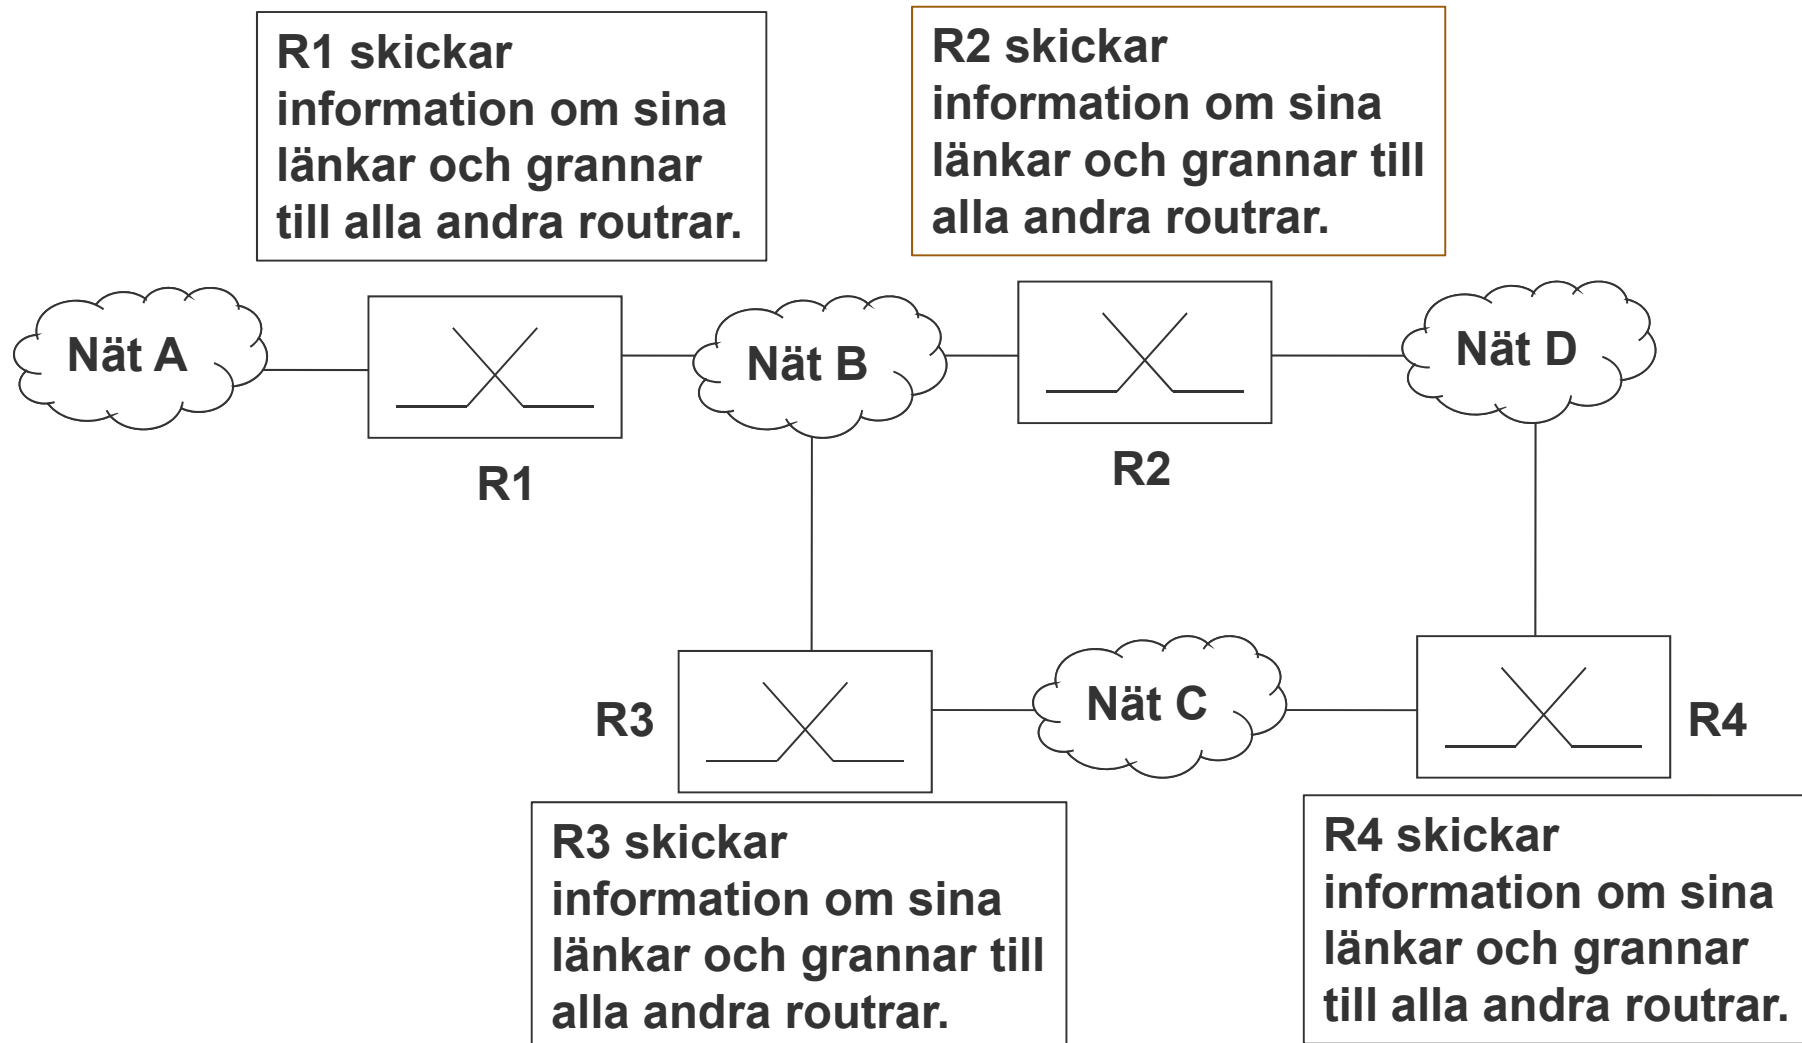 R1 skickar
information om sina
länkar och grannar
till alla andra routrar.
R2 skickar
information om sina
länkar och grannar till
alla andra routrar.
Nät A
Nät B
Nät D
R1
R2
R3
Nät C
R4
R3 skickar
information om sina
länkar och grannar till
alla andra routrar.
R4 skickar
information om sina
länkar och grannar
till alla andra routrar.